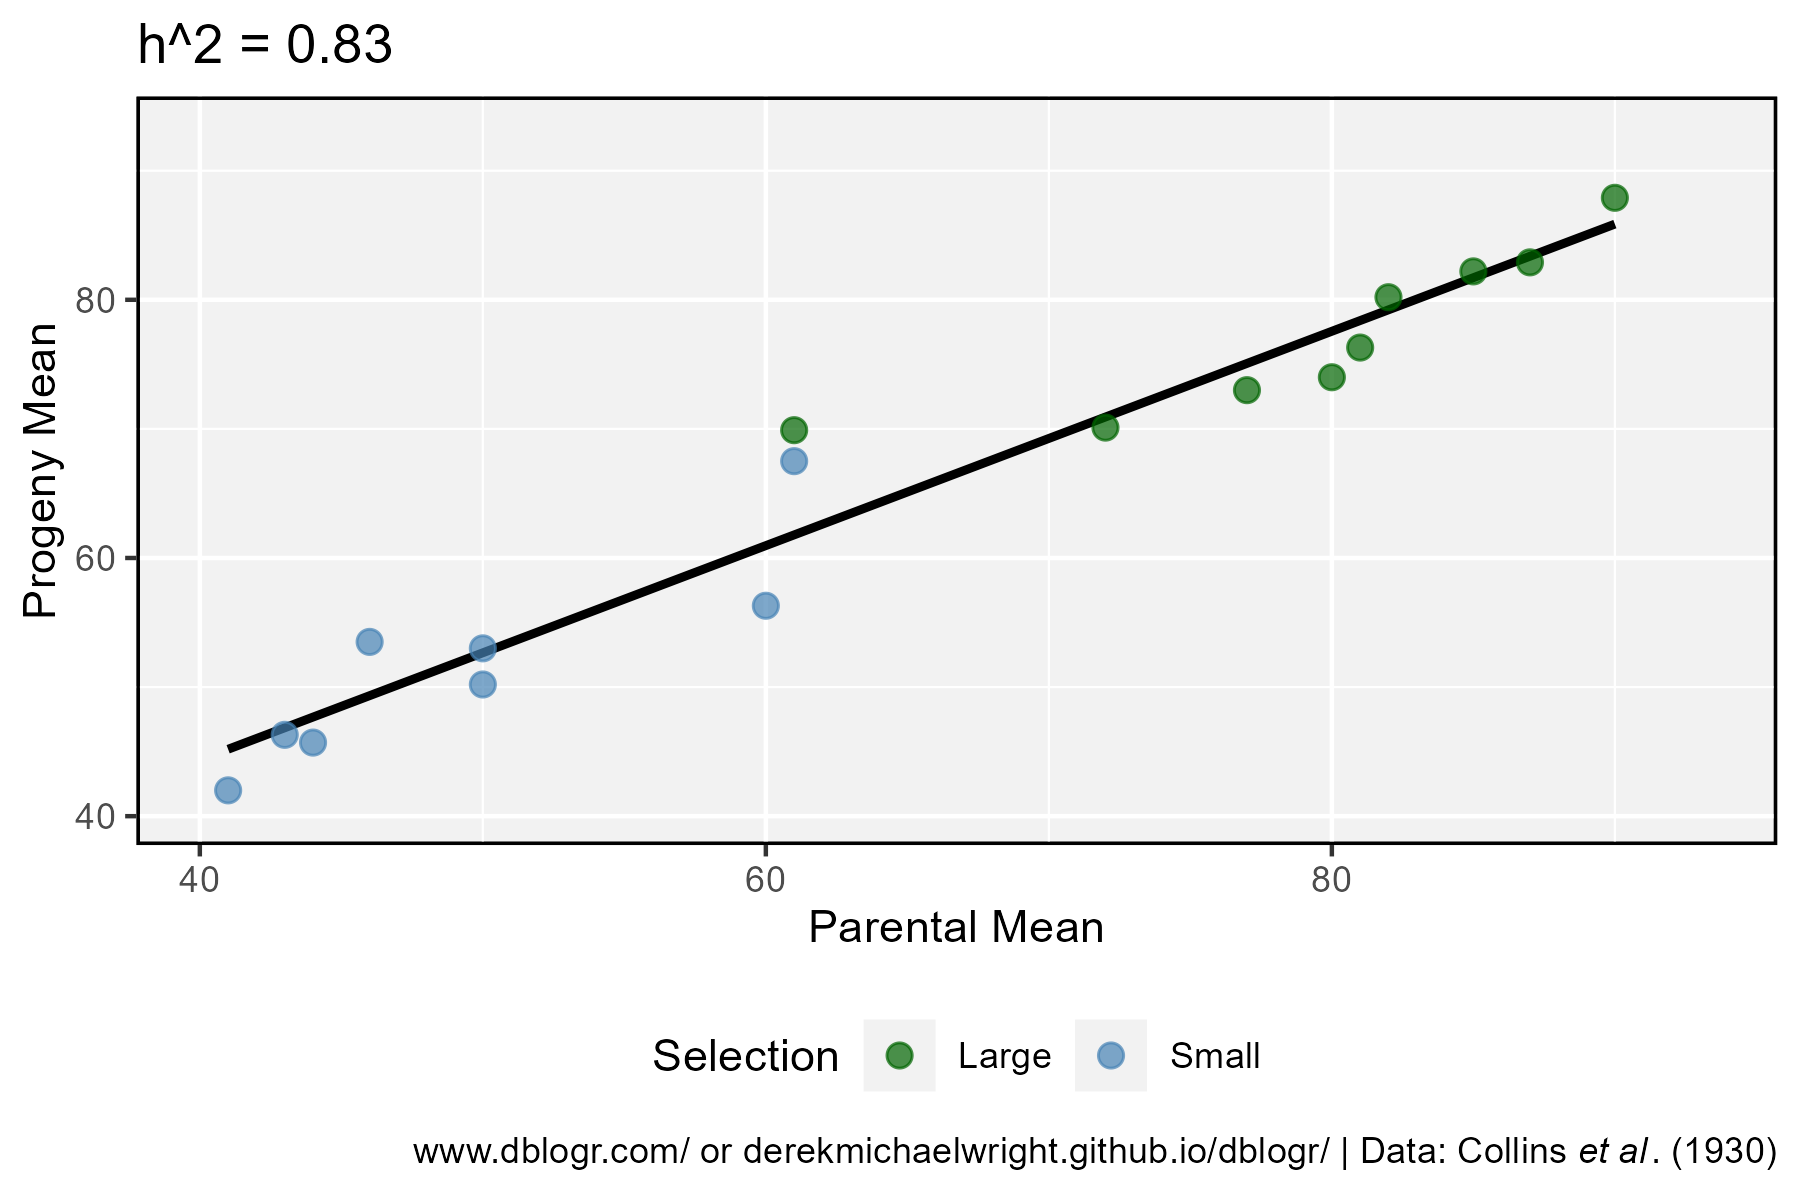 h^2 = 0.83
Progeny Mean
80
60
40
40 60 80
Parental Mean
Selection Large Small
www.dblogr.com/ or derekmichaelwright.github.io/dblogr/ | Data: Collins et al. (1930)